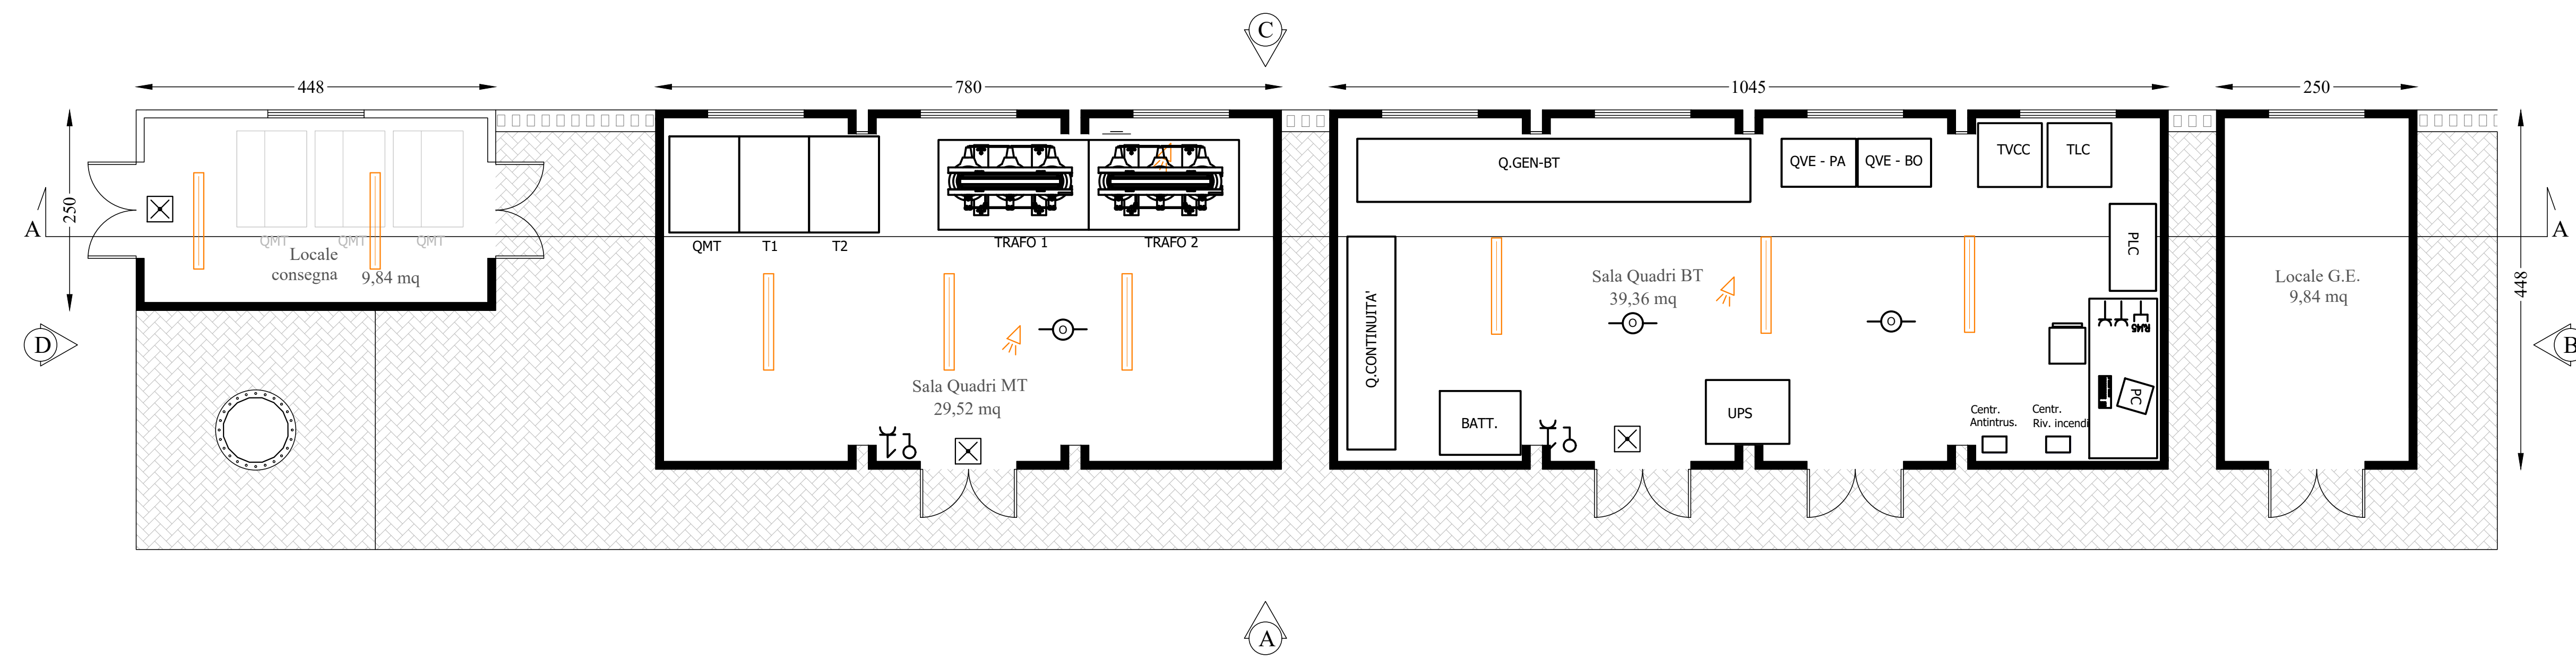 C
448
780
1045
250
Q.GEN-BT
QVE - PA
QVE - BO
TVCC
TLC
250
A
QMT
QMT
QMT
Locale
consegna
9,84 mq
QMT
T1
T2
TRAFO 1
TRAFO 2
PLC
A
Sala Quadri BT
39,36 mq
Locale G.E.
9,84 mq
448
Q.CONTINUITA'
RJ45
D
B
Sala Quadri MT
29,52 mq
BATT.
UPS
Centr.
Antintrus.
Centr.
Riv. incendi
PC
A